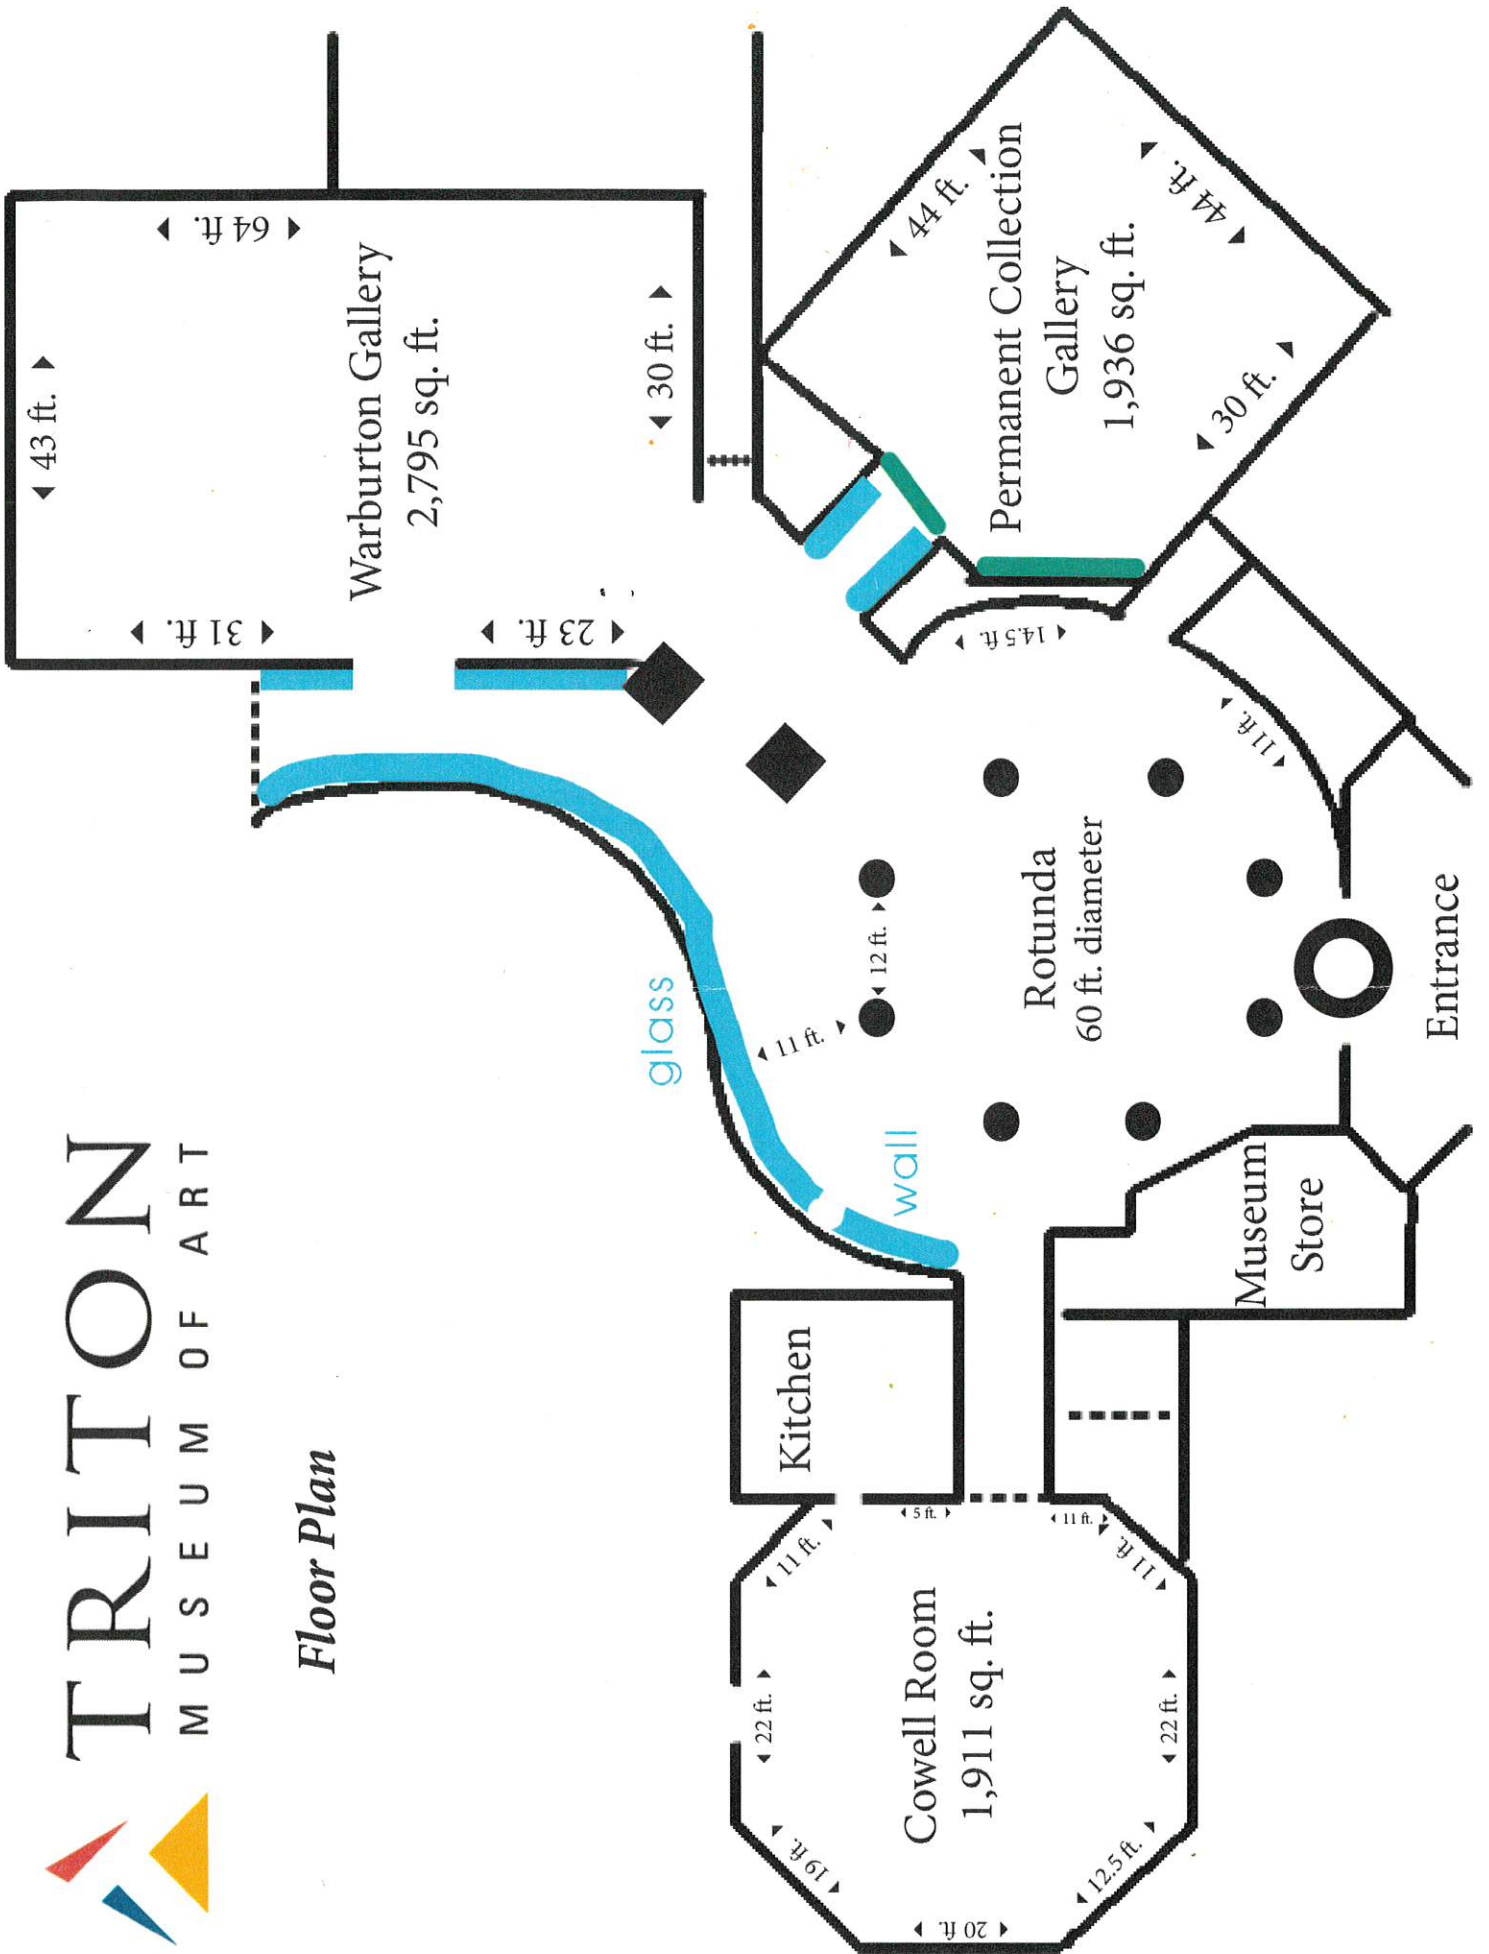 TRITON
MUSEUM OF ART
Floor Plan
43 ft.
64 ft.
31 ft.
Warburton Gallery
2,795 sq. ft.
23 ft.
30 ft.
44 ft.
44 ft.
Permanent Collection
Gallery
1,936 sq. ft.
30 ft.
14.5 ft.
11 ft.
glass
wall
11 ft.
12 ft.
Rotunda
60 ft. diameter
Entrance
Museum
Store
Kitchen
11 ft.
5 ft.
11 ft.
11 ft.
22 ft.
Cowell Room
1,911 sq. ft.
22 ft.
19 ft.
20 ft.
12.5 ft.